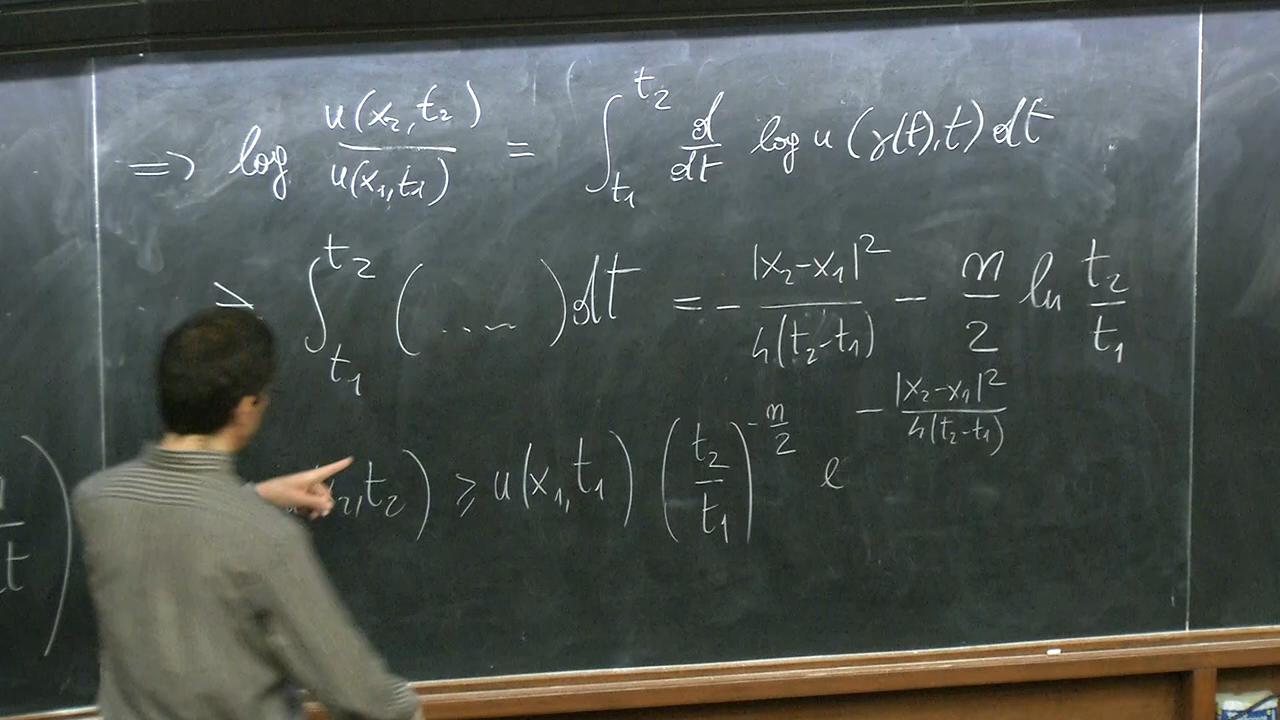 => log u(x₂,t₂)/u(x₁,t₁) = ∫_{t₁}^{t₂} d/dt log u (γ(t),t) dt
≥ ∫_{t₁}^{t₂} (.....) dt = - |x₂-x₁|²/4(t₂-t₁) - n/2 ln t₂/t₁
₂,t₂) ≥ u(x₁,t₁) (t₂/t₁)^{-n/2} e^{-|x₂-x₁|²/4(t₂-t₁)}
t)